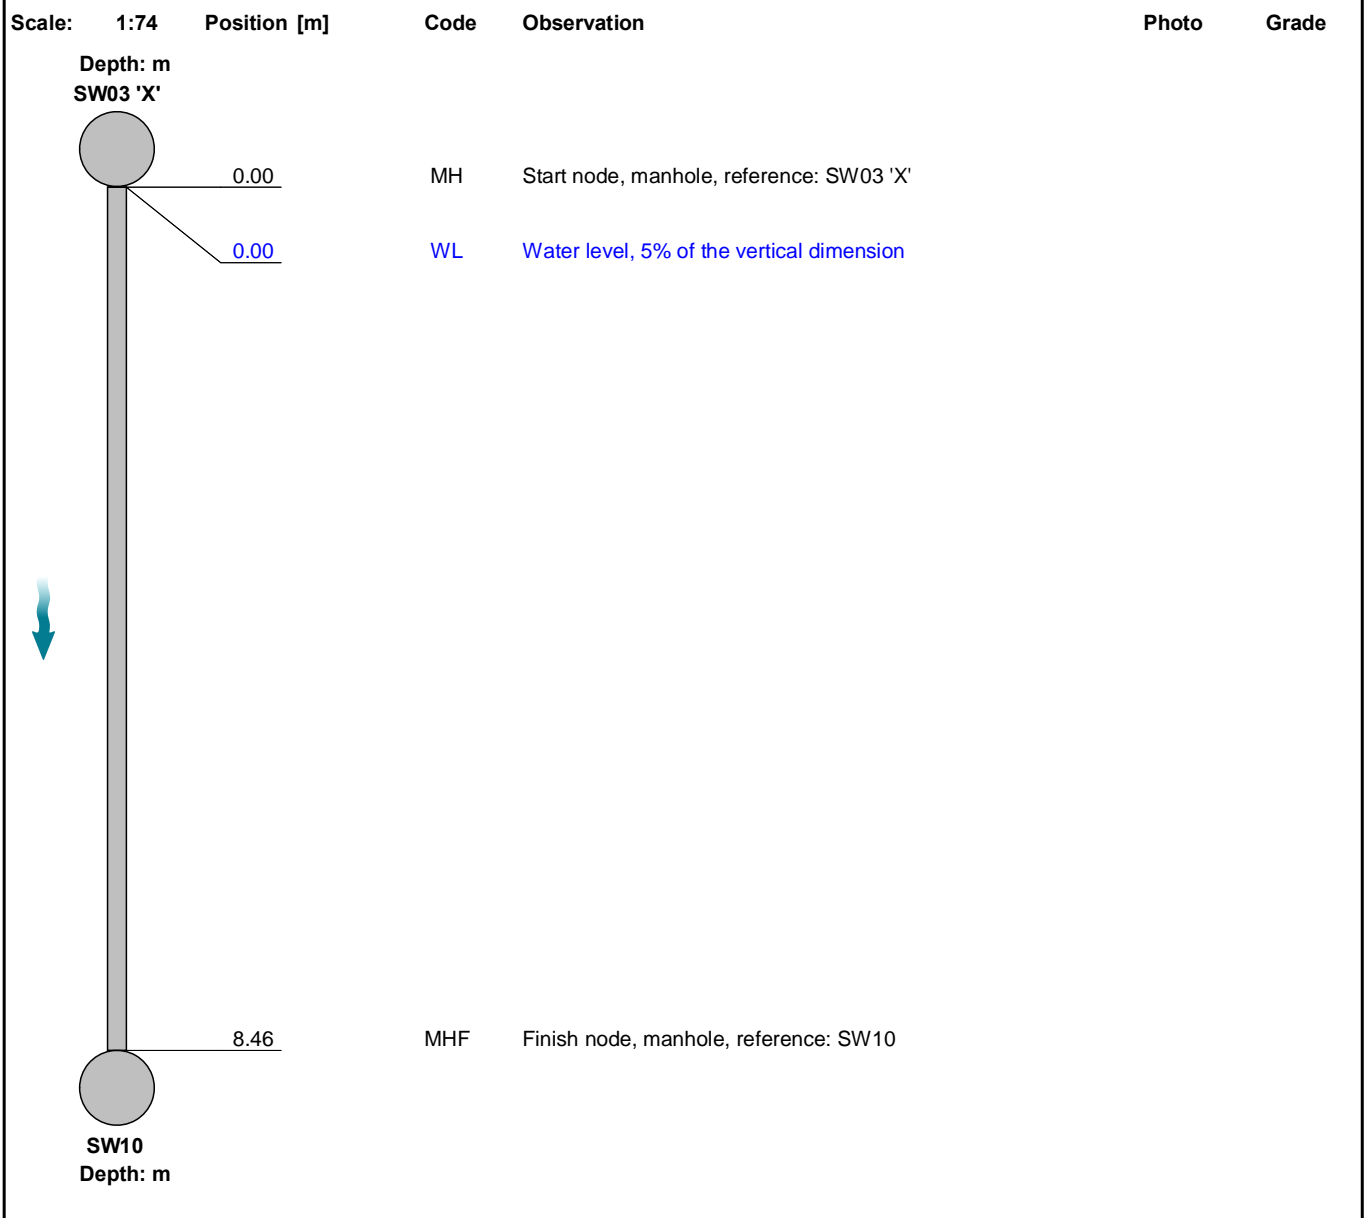 Scale: 1:74 Position [m] Code Observation Photo Grade
Depth: m
SW03 'X'
0.00 MH Start node, manhole, reference: SW03 'X'
0.00 WL Water level, 5% of the vertical dimension
8.46 MHF Finish node, manhole, reference: SW10
SW10
Depth: m